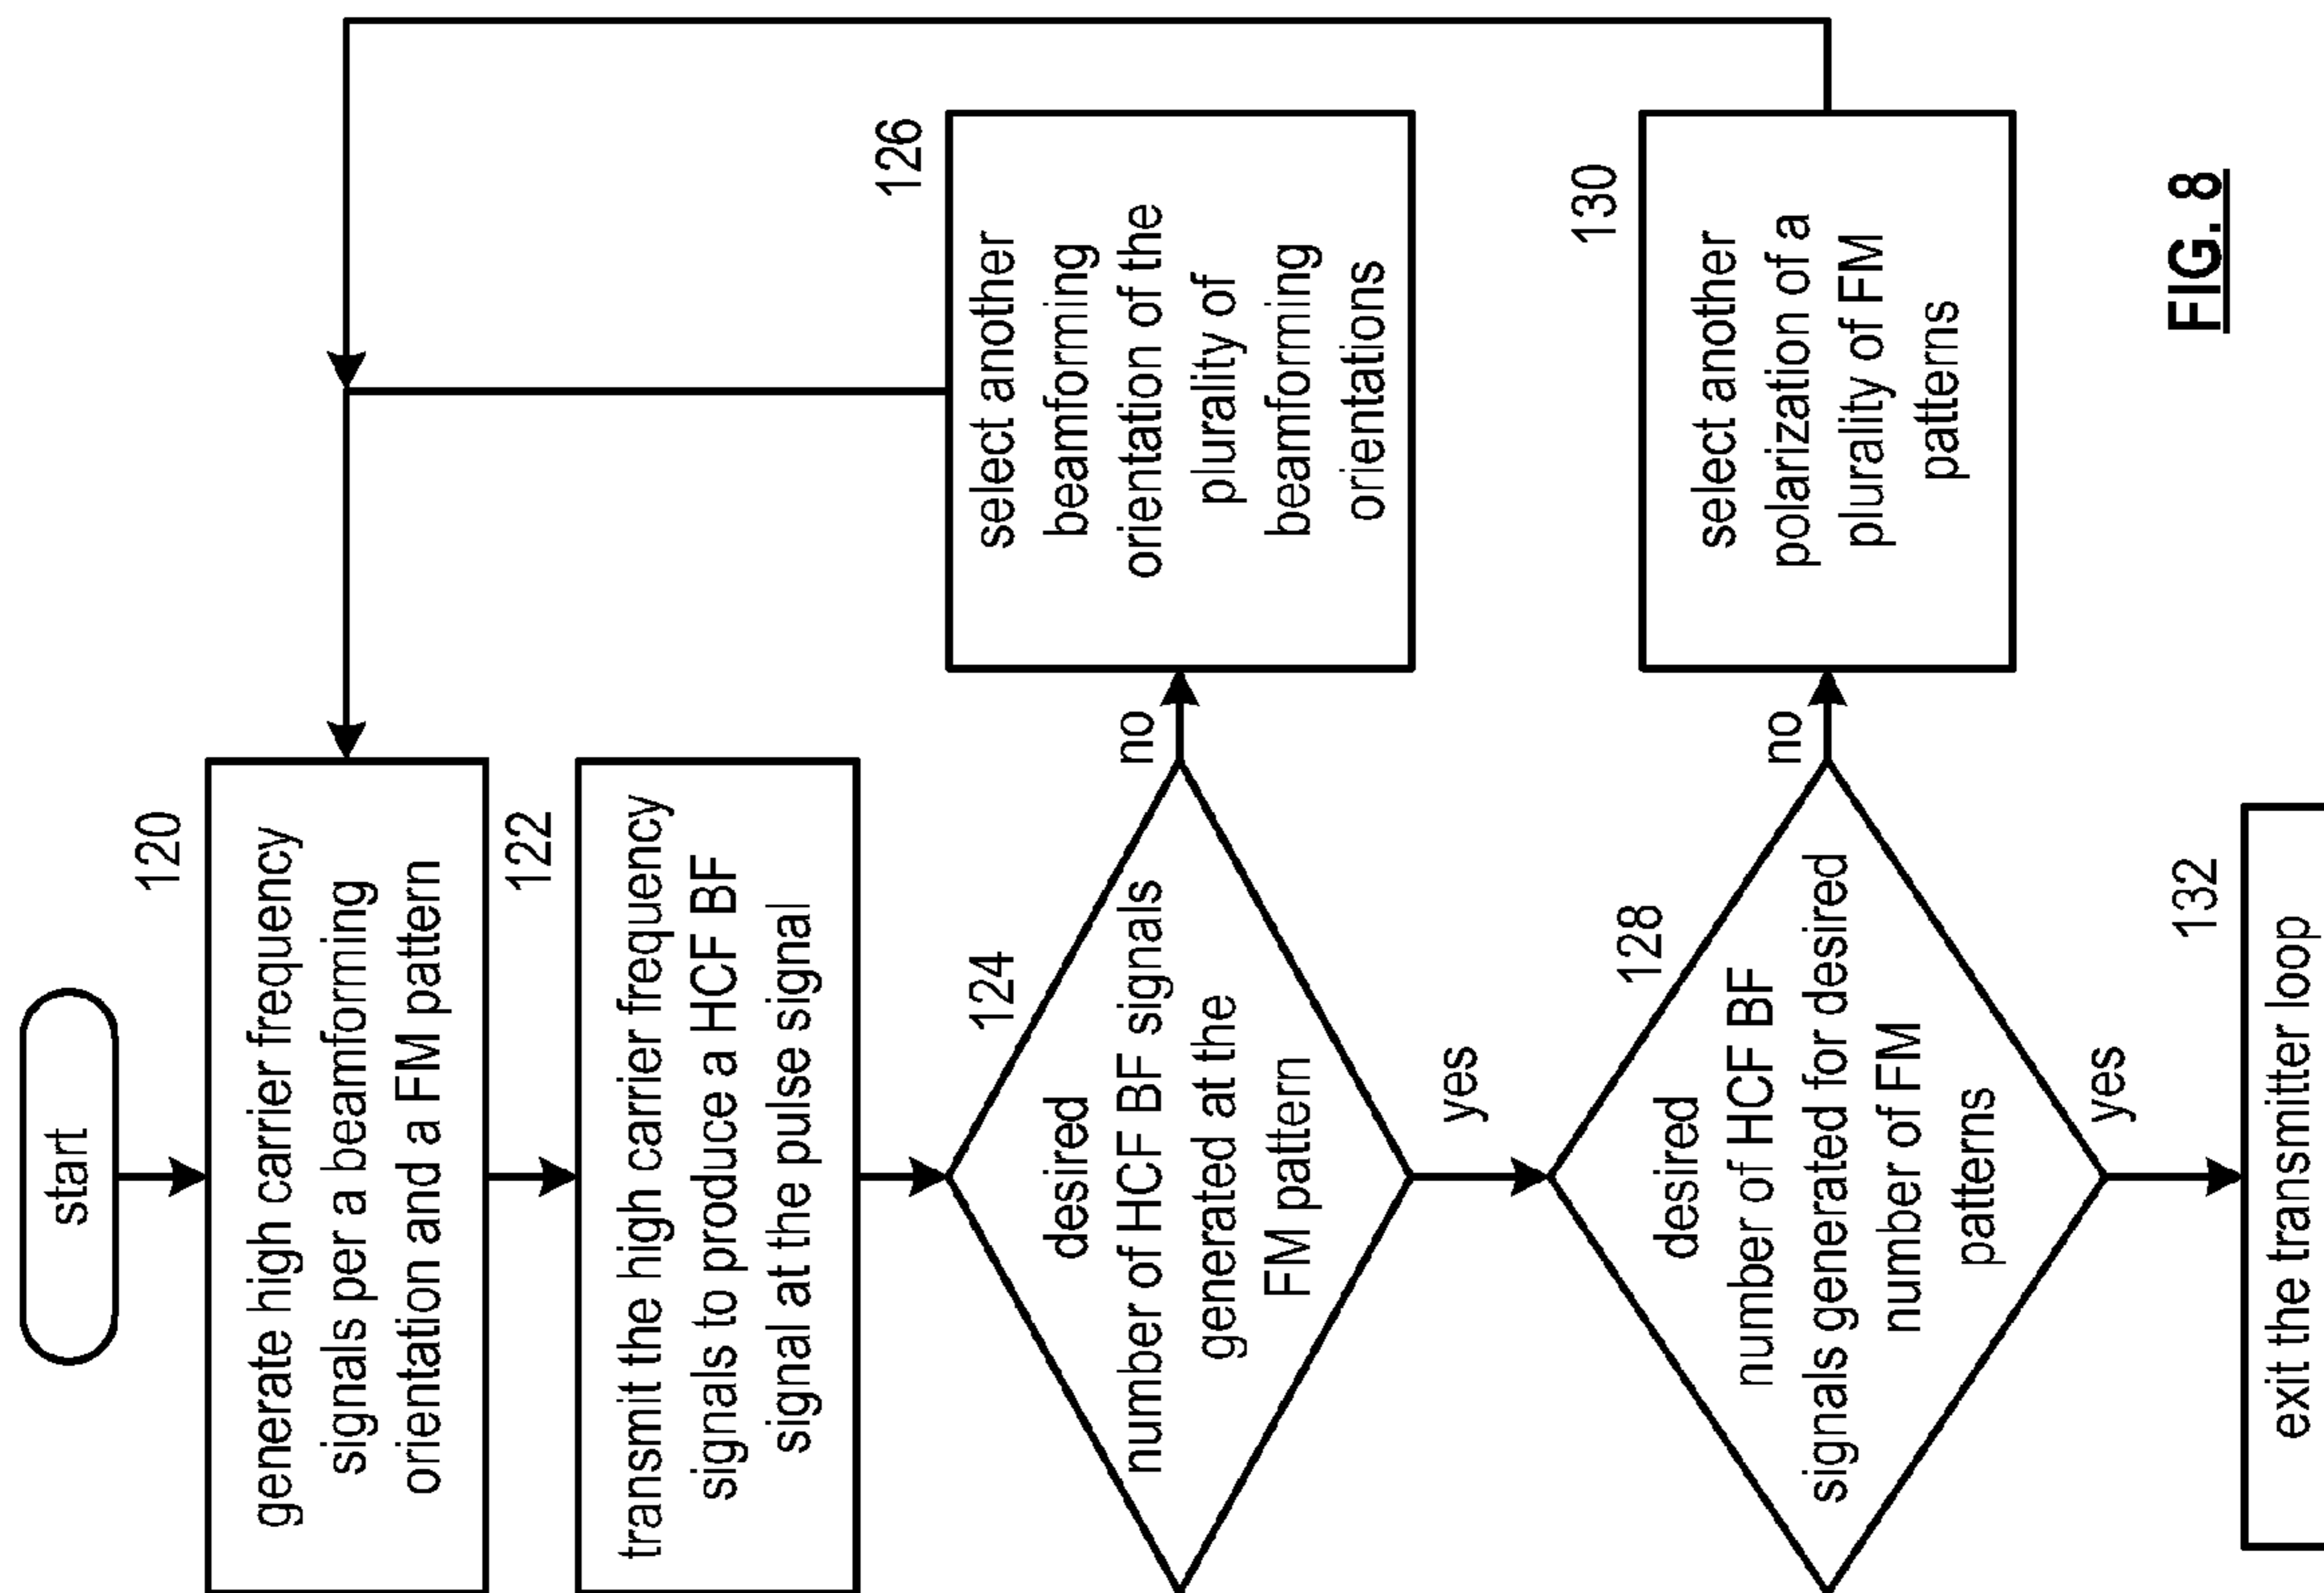 start
120
generate high carrier frequency
signals per a beamforming
orientation and a FM pattern
122
transmit the high carrier frequency
signals to produce a HCF BF
signal at the pulse signal
124
desired
number of HCF BF signals
generated at the
FM pattern
no
126
select another
beamforming
orientation of the
plurality of
beamforming
orientations
yes
128
desired
number of HCF BF
signals generated for desired
number of FM
patterns
no
130
select another
polarization of a
plurality of FM
patterns
yes
132
exit the transmitter loop
FIG. 8